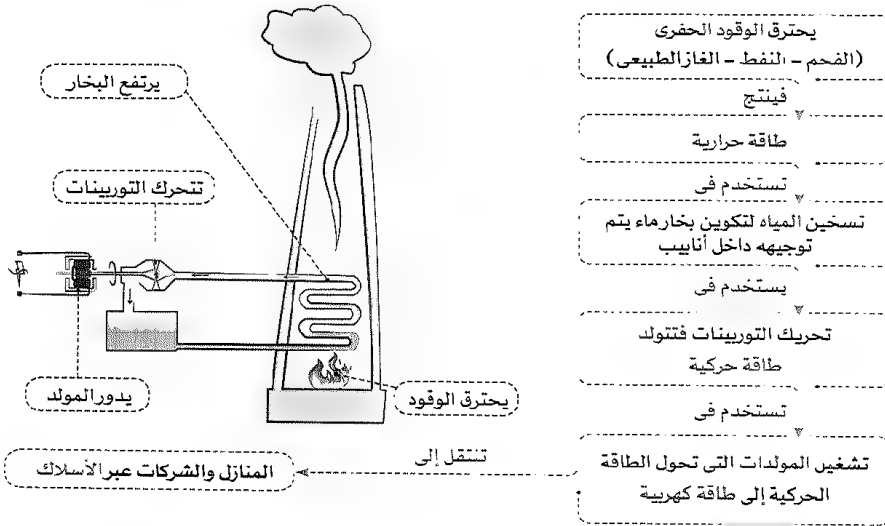 يحترق الوقود الحفرى
(الفحم - النفط - الغاز الطبيعى)
فينتج
طاقة حرارية
تستخدم فى
تسخين المياه لتكوين بخار ماء يتم
توجيهه داخل أنابيب
يستخدم فى
تحريك التوربينات فتتولد
طاقة حركية
تستخدم فى
تشغيل المولدات التى تحول الطاقة
الحركية إلى طاقة كهربية
تنتقل إلى
المنازل والشركات عبر الأسلاك
يرتفع البخار
تتحرك التوربينات
يدور المولد
يحترق الوقود